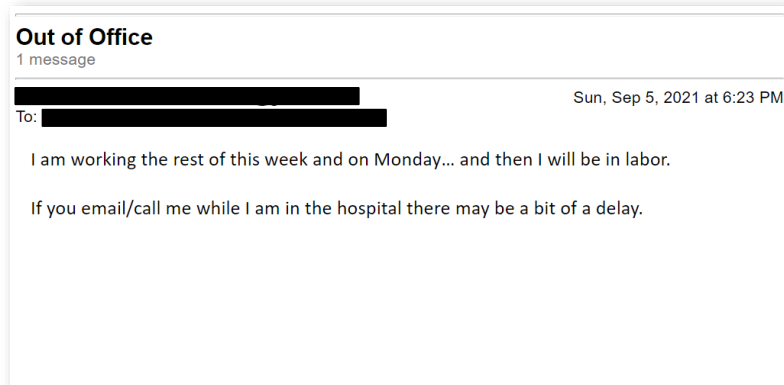 Out of Office
1 message
Sun, Sep 5, 2021 at 6:23 PM
To:
I am working the rest of this week and on Monday... and then I will be in labor.
If you email/call me while I am in the hospital there may be a bit of a delay.